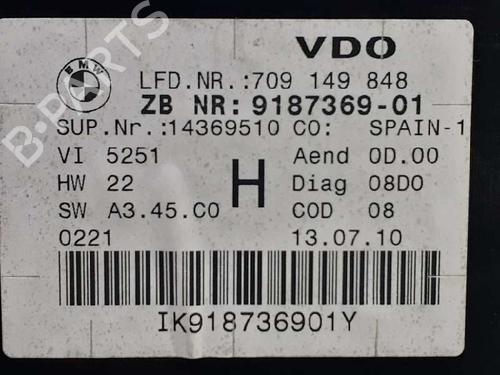 VDO
BMW
LFD.NR.:709 149 848
ZB NR: 9187369-01
SUP.Nr.:14369510 CO: SPAIN-1
VI 5251 Aend 0D.00
HW 22 H Diag 08D0
SW A3.45.C0 COD 08
0221 13.07.10
IK918736901Y
B-PARTS